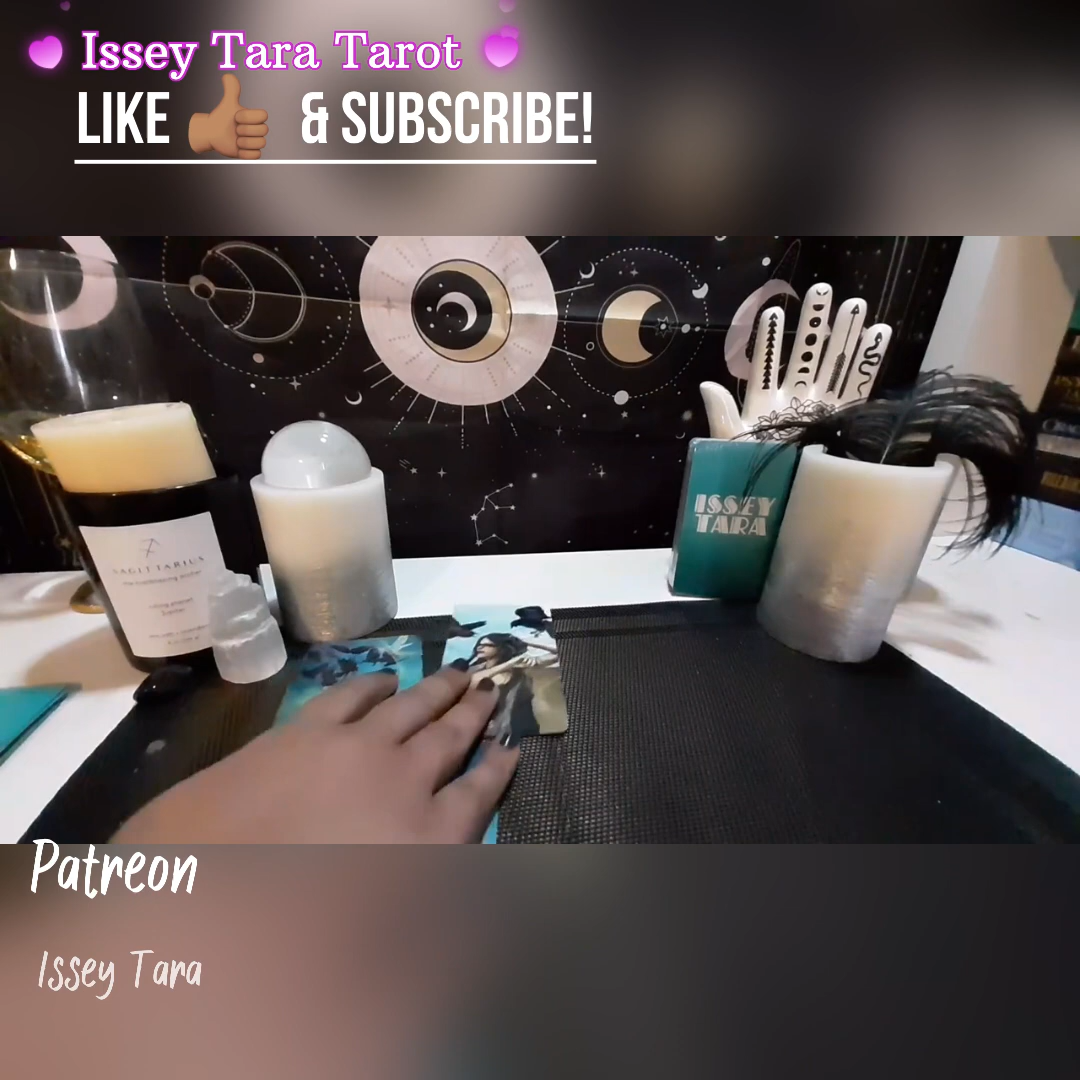 Issey Tara Tarot
LIKE & SUBSCRIBE!
ISSEY
TARA
SAGITTARIUS
Patreon
Issey Tara